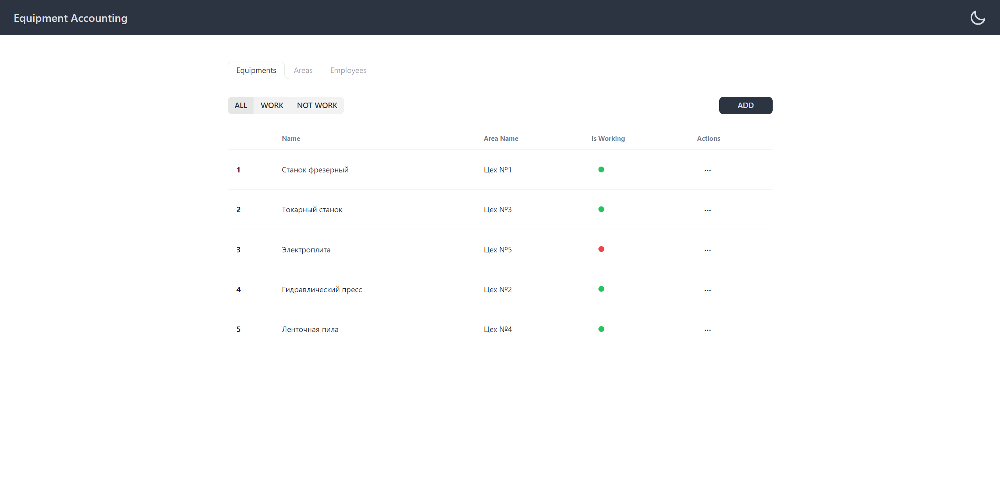 Equipment Accounting
Equipments Areas Employees
ALL WORK NOT WORK ADD
Name Area Name Is Working Actions
1 Станок фрезерный Цех №1 ...
2 Токарный станок Цех №3 ...
3 Электроплита Цех №5 ...
4 Гидравлический пресс Цех №2 ...
5 Ленточная пила Цех №4 ...